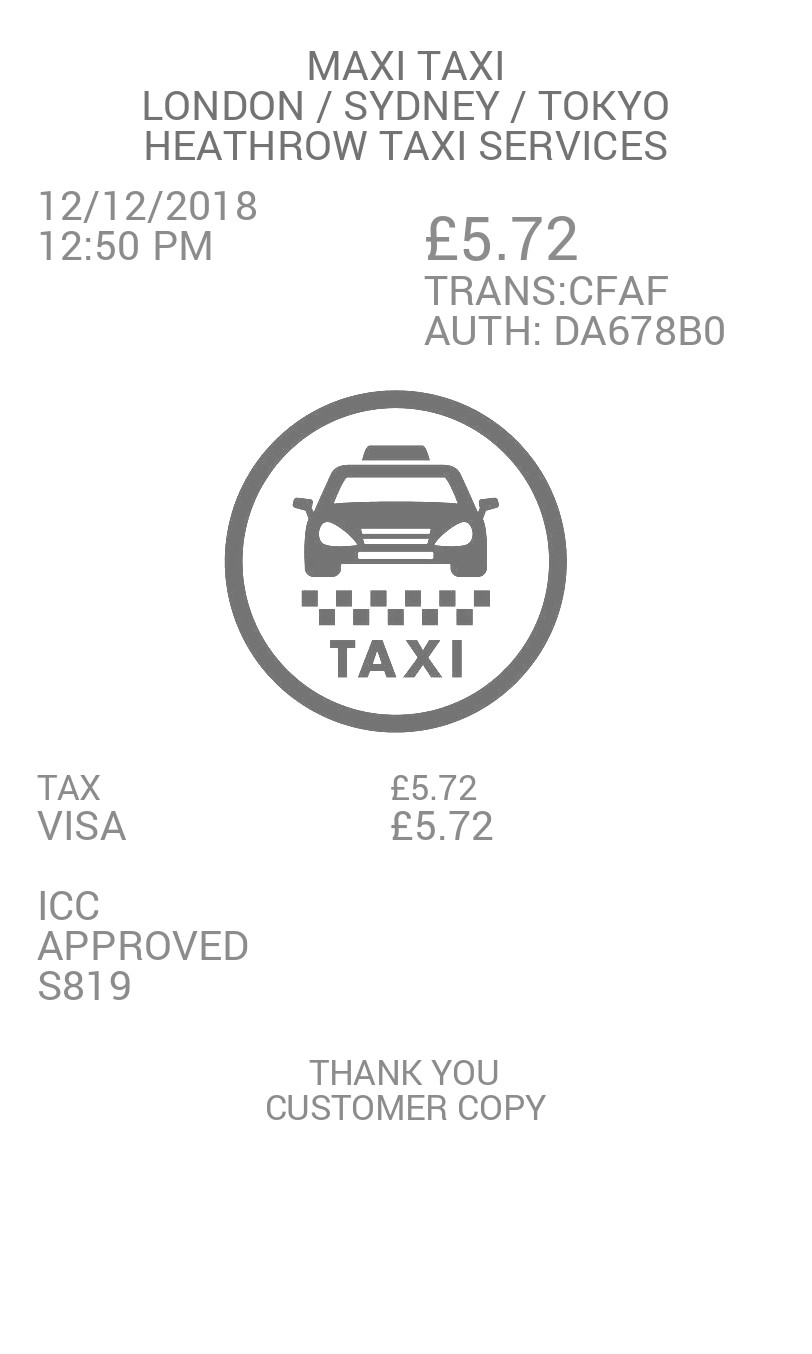 MAXI TAXI
LONDON / SYDNEY / TOKYO
HEATHROW TAXI SERVICES
12/12/2018
12:50 PM
£5.72
TRANS:CFAF
AUTH: DA678B0
TAXI
TAX £5.72
VISA £5.72
ICC
APPROVED
S819
THANK YOU
CUSTOMER COPY